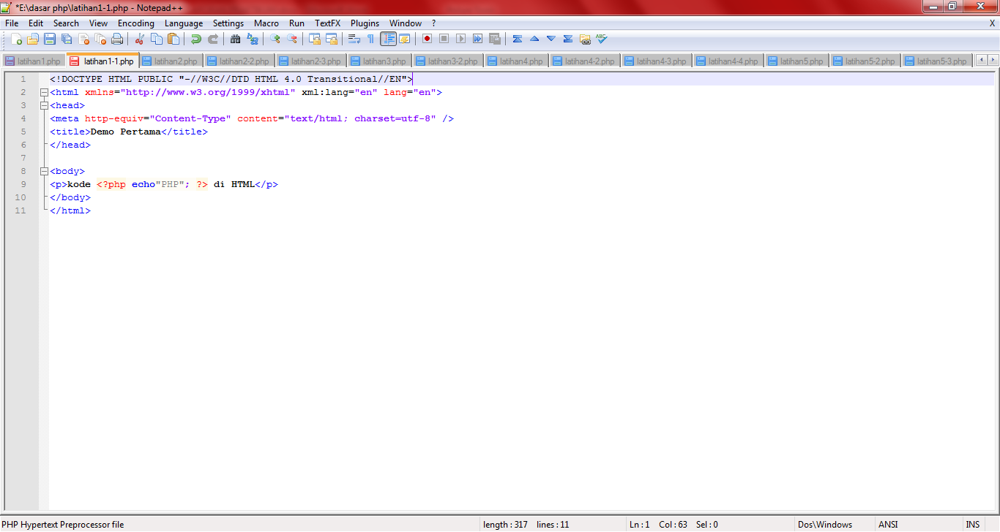 *E:\dasar php\latihan1-1.php - Notepad++
File Edit Search View Encoding Language Settings Macro Run TextFX Plugins Window ? X
latihan1.php latihan1-1.php latihan2.php latihan2-2.php latihan2-3.php latihan3.php latihan3-2.php latihan4.php latihan4-2.php latihan4-3.php latihan4-4.php latihan5.php latihan5-2.php latihan5-3.php
1 <!DOCTYPE HTML PUBLIC "-//W3C//DTD HTML 4.0 Transitional//EN">
2 <html xmlns="http://www.w3.org/1999/xhtml" xml:lang="en" lang="en">
3 <head>
4 <meta http-equiv="Content-Type" content="text/html; charset=utf-8" />
5 <title>Demo Pertama</title>
6 </head>
7
8 <body>
9 <p>kode <?php echo"PHP"; ?> di HTML</p>
10 </body>
11 </html>
PHP Hypertext Preprocessor file length : 317 lines : 11 Ln : 1 Col : 63 Sel : 0 Dos\Windows ANSI INS